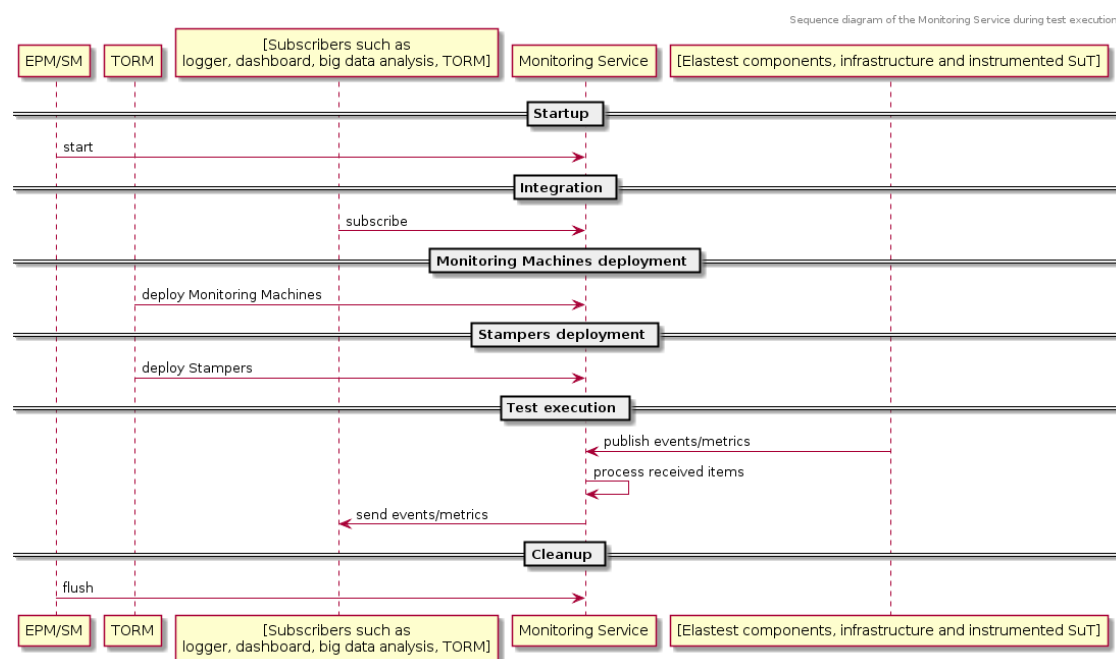 Sequence diagram of the Monitoring Service during test execution
EPM/SM
TORM
[Subscribers such as
logger, dashboard, big data analysis, TORM]
Monitoring Service
[Elastest components, infrastructure and instrumented SuT]
Startup
start
Integration
subscribe
Monitoring Machines deployment
deploy Monitoring Machines
Stampers deployment
deploy Stampers
Test execution
publish events/metrics
process received items
send events/metrics
Cleanup
flush
EPM/SM
TORM
[Subscribers such as
logger, dashboard, big data analysis, TORM]
Monitoring Service
[Elastest components, infrastructure and instrumented SuT]